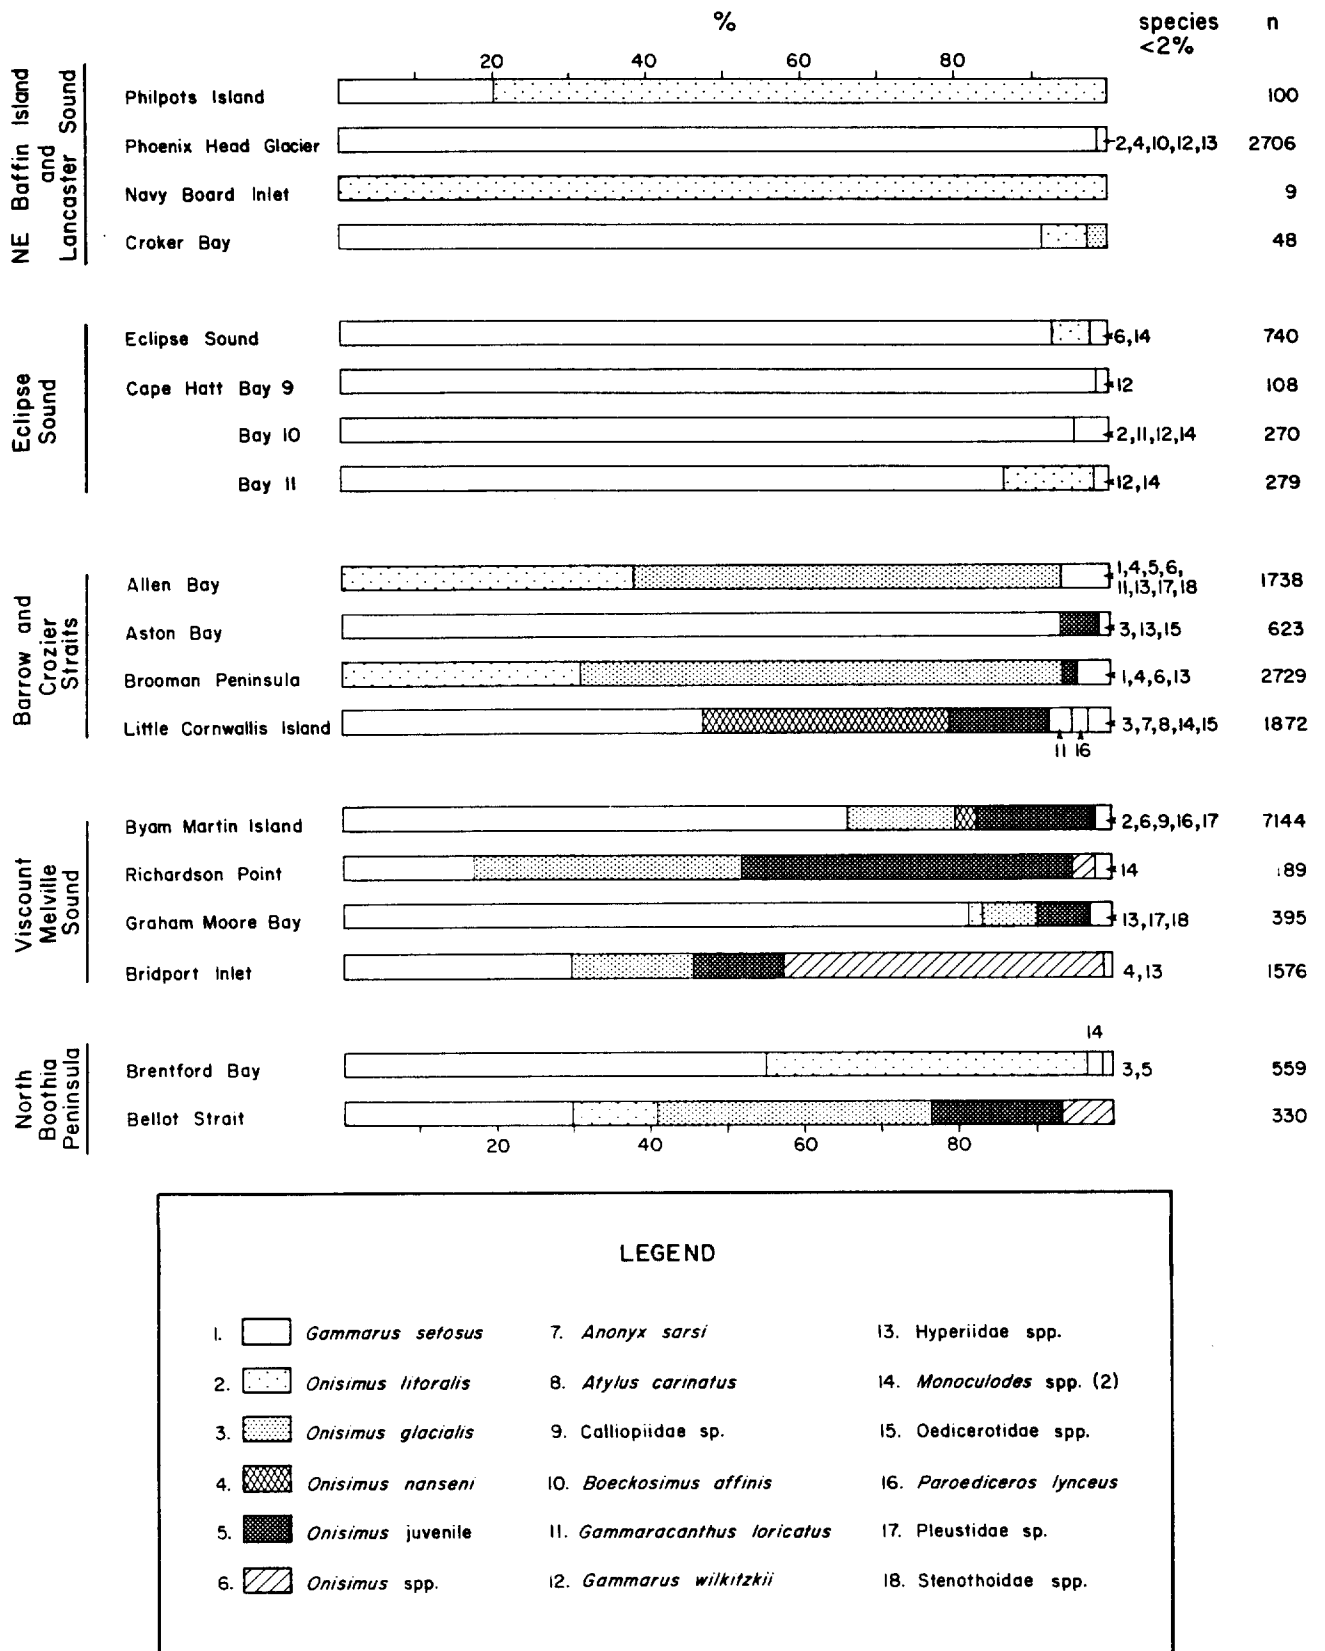 %
species
<2%
n
20 40 60 80
NE Baffin Island
and
Lancaster Sound
Philpots Island 100
Phoenix Head Glacier 2,4,10,12,13 2706
Navy Board Inlet 9
Croker Bay 48
Eclipse
Sound
Eclipse Sound 6,14 740
Cape Hatt Bay 9 12 108
Bay 10 2,11,12,14 270
Bay 11 12,14 279
Barrow and
Crozier
Straits
Allen Bay 1,4,5,6,
11,13,17,18 1738
Aston Bay 3,13,15 623
Brooman Peninsula 1,4,6,13 2729
Little Cornwallis Island 3,7,8,14,15 1872
11 16
Viscount
Melville
Sound
Byam Martin Island 2,6,9,16,17 7144
Richardson Point 14 189
Graham Moore Bay 13,17,18 395
Bridport Inlet 4,13 1576
North
Boothia
Peninsula
14
Brentford Bay 3,5 559
Bellot Strait 330
20 40 60 80
LEGEND
1. Gammarus setosus 7. Anonyx sarsi 13. Hyperiidae spp.
2. Onisimus litoralis 8. Atylus carinatus 14. Monoculodes spp. (2)
3. Onisimus glacialis 9. Calliopiidae sp. 15. Oedicerotidae spp.
4. Onisimus nanseni 10. Boeckosimus affinis 16. Paroediceros lynceus
5. Onisimus juvenile 11. Gammaracanthus loricatus 17. Pleustidae sp.
6. Onisimus spp. 12. Gammarus wilkitzkii 18. Stenothoidae spp.